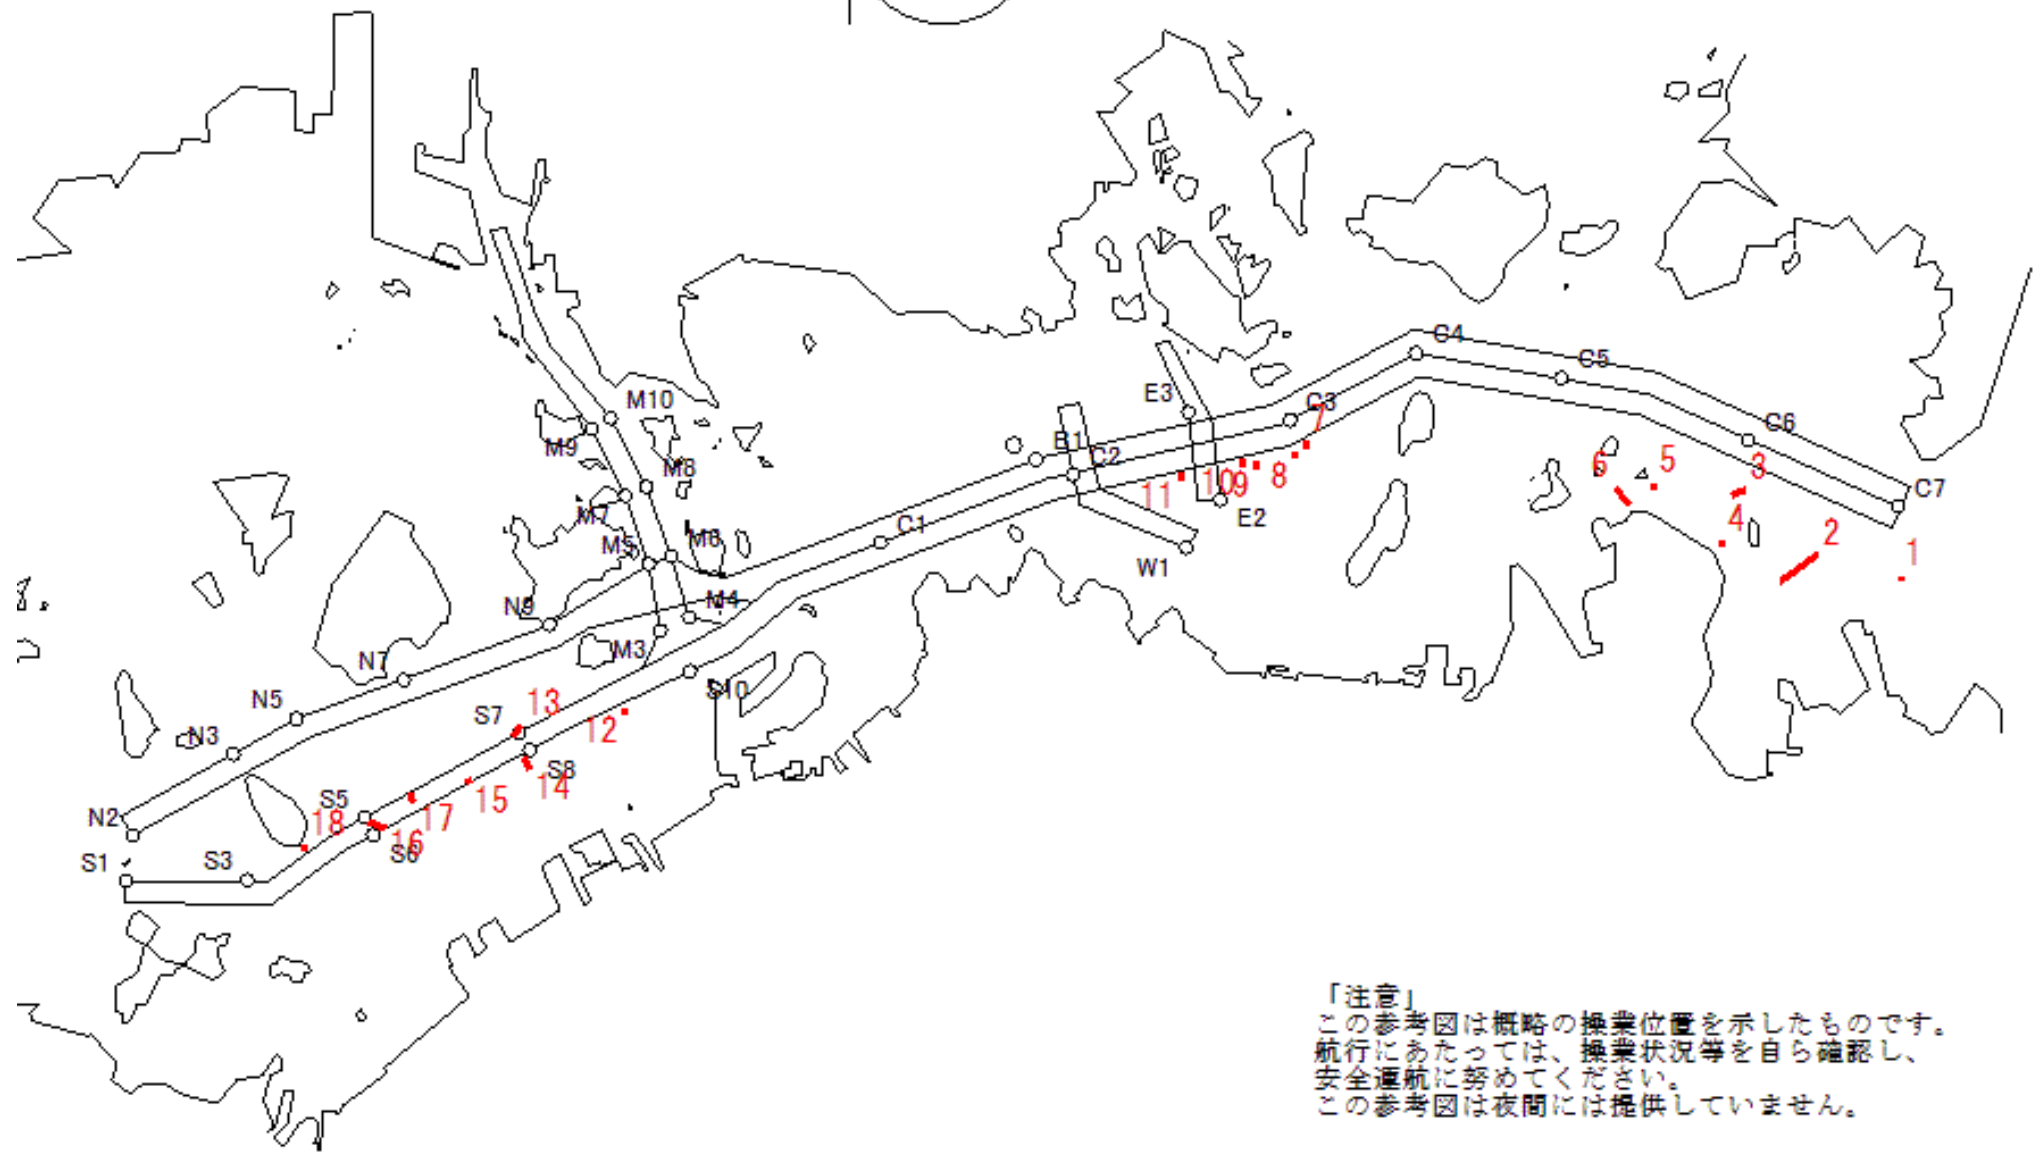 C4
C5
M10
E3
C3
7
C6
M9
B1
C2
M8
6
5
3
11
10
9
8
C7
M7
E2
C1
4
M5
M6
2
1
W1
N9
M4
M3
N7
S10
N5
S7
13
12
N3
S8
14
S5
15
N2
18
17
16
S6
S1
S3
「注意」
この参考図は概略の操業位置を示したものです。
航行にあたっては、操業状況等を自ら確認し、
安全運航に努めてください。
この参考図は夜間には提供していません。